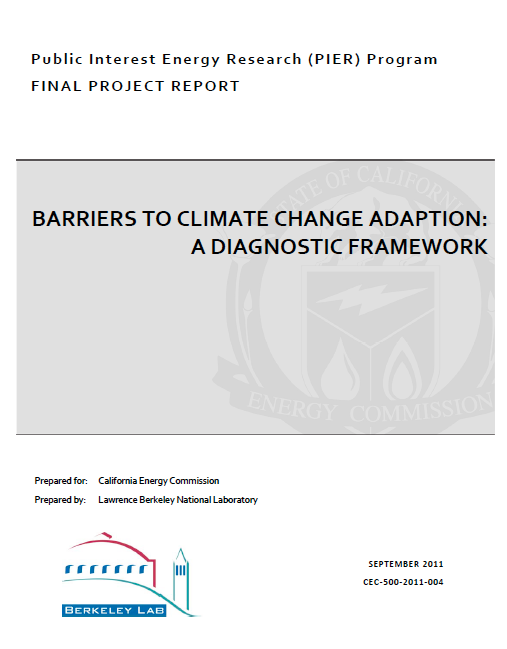 Public Interest Energy Research (PIER) Program
FINAL PROJECT REPORT
STATE OF CALIFORNIA
BARRIERS TO CLIMATE CHANGE ADAPTION:
A DIAGNOSTIC FRAMEWORK
ENERGY COMMISSION
Prepared for: California Energy Commission
Prepared by: Lawrence Berkeley National Laboratory
BERKELEY LAB
SEPTEMBER 2011
CEC-500-2011-004